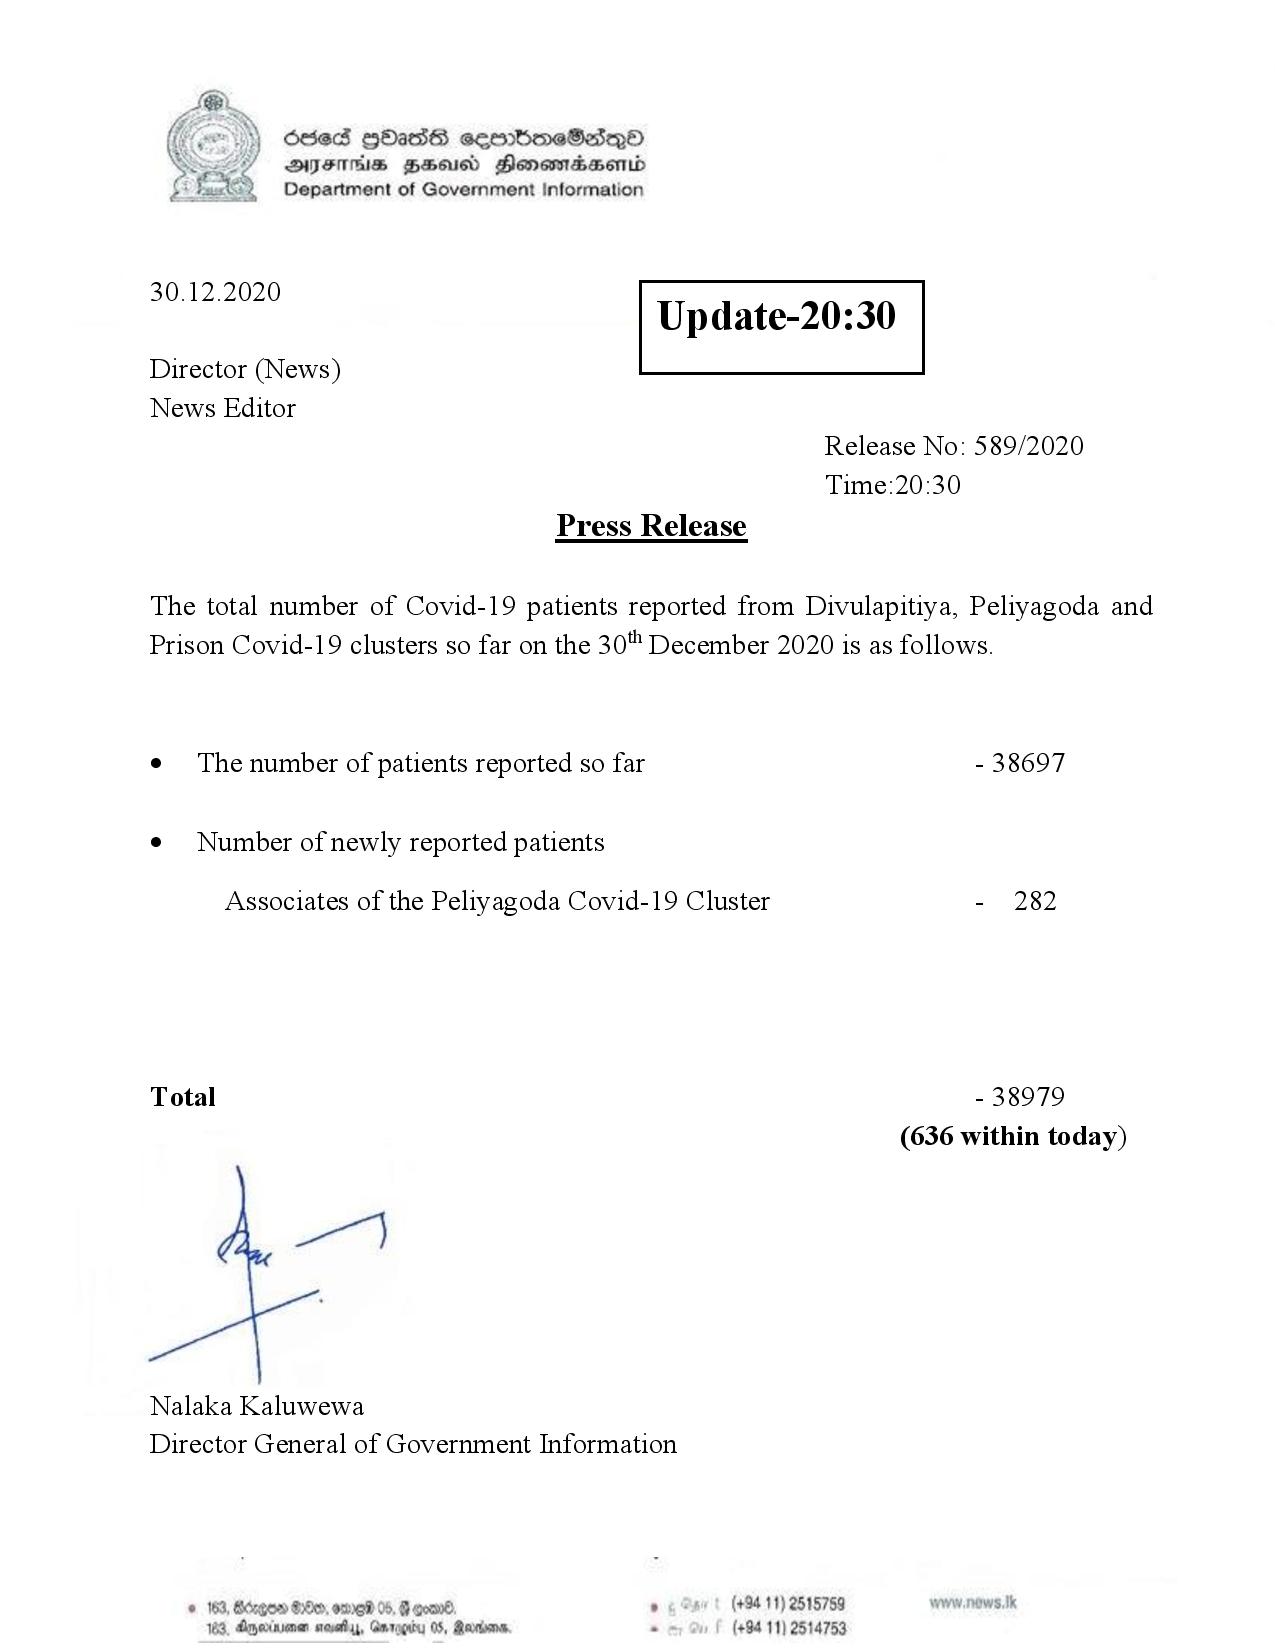 රජයේ ප්‍රවෘත්ති දෙපාර්තමේන්තුව
அரசாங்க தகவல் திணைக்களம்
Department of Government Information
30.12.2020
Update-20:30
Director (News)
News Editor
Release No: 589/2020
Time:20:30
Press Release
The total number of Covid-19 patients reported from Divulapitiya, Peliyagoda and
Prison Covid-19 clusters so far on the 30th December 2020 is as follows.
• The number of patients reported so far - 38697
• Number of newly reported patients
Associates of the Peliyagoda Covid-19 Cluster - 282
Total - 38979
(636 within today)
Nalaka Kaluwewa
Director General of Government Information
163, කිරුලපන මාවත, කොළඹ 05, ශ්‍රී ලංකාව.
163, கிருலப்பனை எவனியூ, கொழும்பு 05, இலங்கை.
(+94 11) 2515759
(+94 11) 2514753
www.news.lk